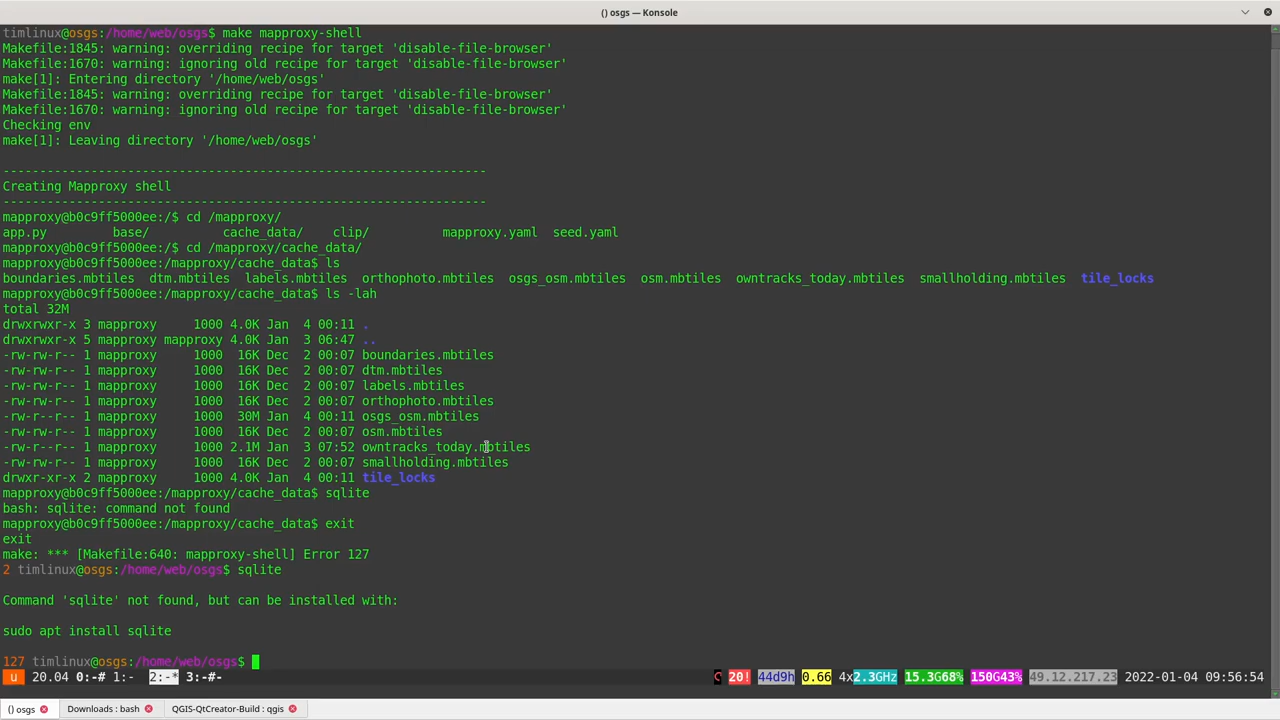 () osgs — Konsole
timlinux@osgs:/home/web/osgs$ make mapproxy-shell
Makefile:1845: warning: overriding recipe for target 'disable-file-browser'
Makefile:1670: warning: ignoring old recipe for target 'disable-file-browser'
make[1]: Entering directory '/home/web/osgs'
Makefile:1845: warning: overriding recipe for target 'disable-file-browser'
Makefile:1670: warning: ignoring old recipe for target 'disable-file-browser'
Checking env
make[1]: Leaving directory '/home/web/osgs'
------------------------------------------------------------------
Creating Mapproxy shell
------------------------------------------------------------------
mapproxy@b0c9ff5000ee:/$ cd /mapproxy/
app.py base/ cache_data/ clip/ mapproxy.yaml seed.yaml
mapproxy@b0c9ff5000ee:/$ cd /mapproxy/cache_data/
mapproxy@b0c9ff5000ee:/mapproxy/cache_data$ ls
boundaries.mbtiles dtm.mbtiles labels.mbtiles orthophoto.mbtiles osgs_osm.mbtiles osm.mbtiles owntracks_today.mbtiles smallholding.mbtiles tile_locks
mapproxy@b0c9ff5000ee:/mapproxy/cache_data$ ls -lah
total 32M
drwxrwxr-x 3 mapproxy 1000 4.0K Jan 4 00:11 .
drwxrwxr-x 5 mapproxy mapproxy 4.0K Jan 3 06:47 ..
-rw-rw-r-- 1 mapproxy 1000 16K Dec 2 00:07 boundaries.mbtiles
-rw-rw-r-- 1 mapproxy 1000 16K Dec 2 00:07 dtm.mbtiles
-rw-rw-r-- 1 mapproxy 1000 16K Dec 2 00:07 labels.mbtiles
-rw-rw-r-- 1 mapproxy 1000 16K Dec 2 00:07 orthophoto.mbtiles
-rw-r--r-- 1 mapproxy 1000 30M Jan 4 00:11 osgs_osm.mbtiles
-rw-rw-r-- 1 mapproxy 1000 16K Dec 2 00:07 osm.mbtiles
-rw-r--r-- 1 mapproxy 1000 2.1M Jan 3 07:52 owntracks_today.mbtiles
-rw-rw-r-- 1 mapproxy 1000 16K Dec 2 00:07 smallholding.mbtiles
drwxr-xr-x 2 mapproxy 1000 4.0K Jan 4 00:11 tile_locks
mapproxy@b0c9ff5000ee:/mapproxy/cache_data$ sqlite
bash: sqlite: command not found
mapproxy@b0c9ff5000ee:/mapproxy/cache_data$ exit
exit
make: *** [Makefile:640: mapproxy-shell] Error 127
2 timlinux@osgs:/home/web/osgs$ sqlite
Command 'sqlite' not found, but can be installed with:
sudo apt install sqlite
127 timlinux@osgs:/home/web/osgs$
u 20.04 0:-# 1:- 2:-* 3:-#- 20! 44d9h 0.66 4x2.3GHz 15.3G68% 150G43% 49.12.217.23 2022-01-04 09:56:54
() osgs Downloads : bash QGIS-QtCreator-Build : qgis